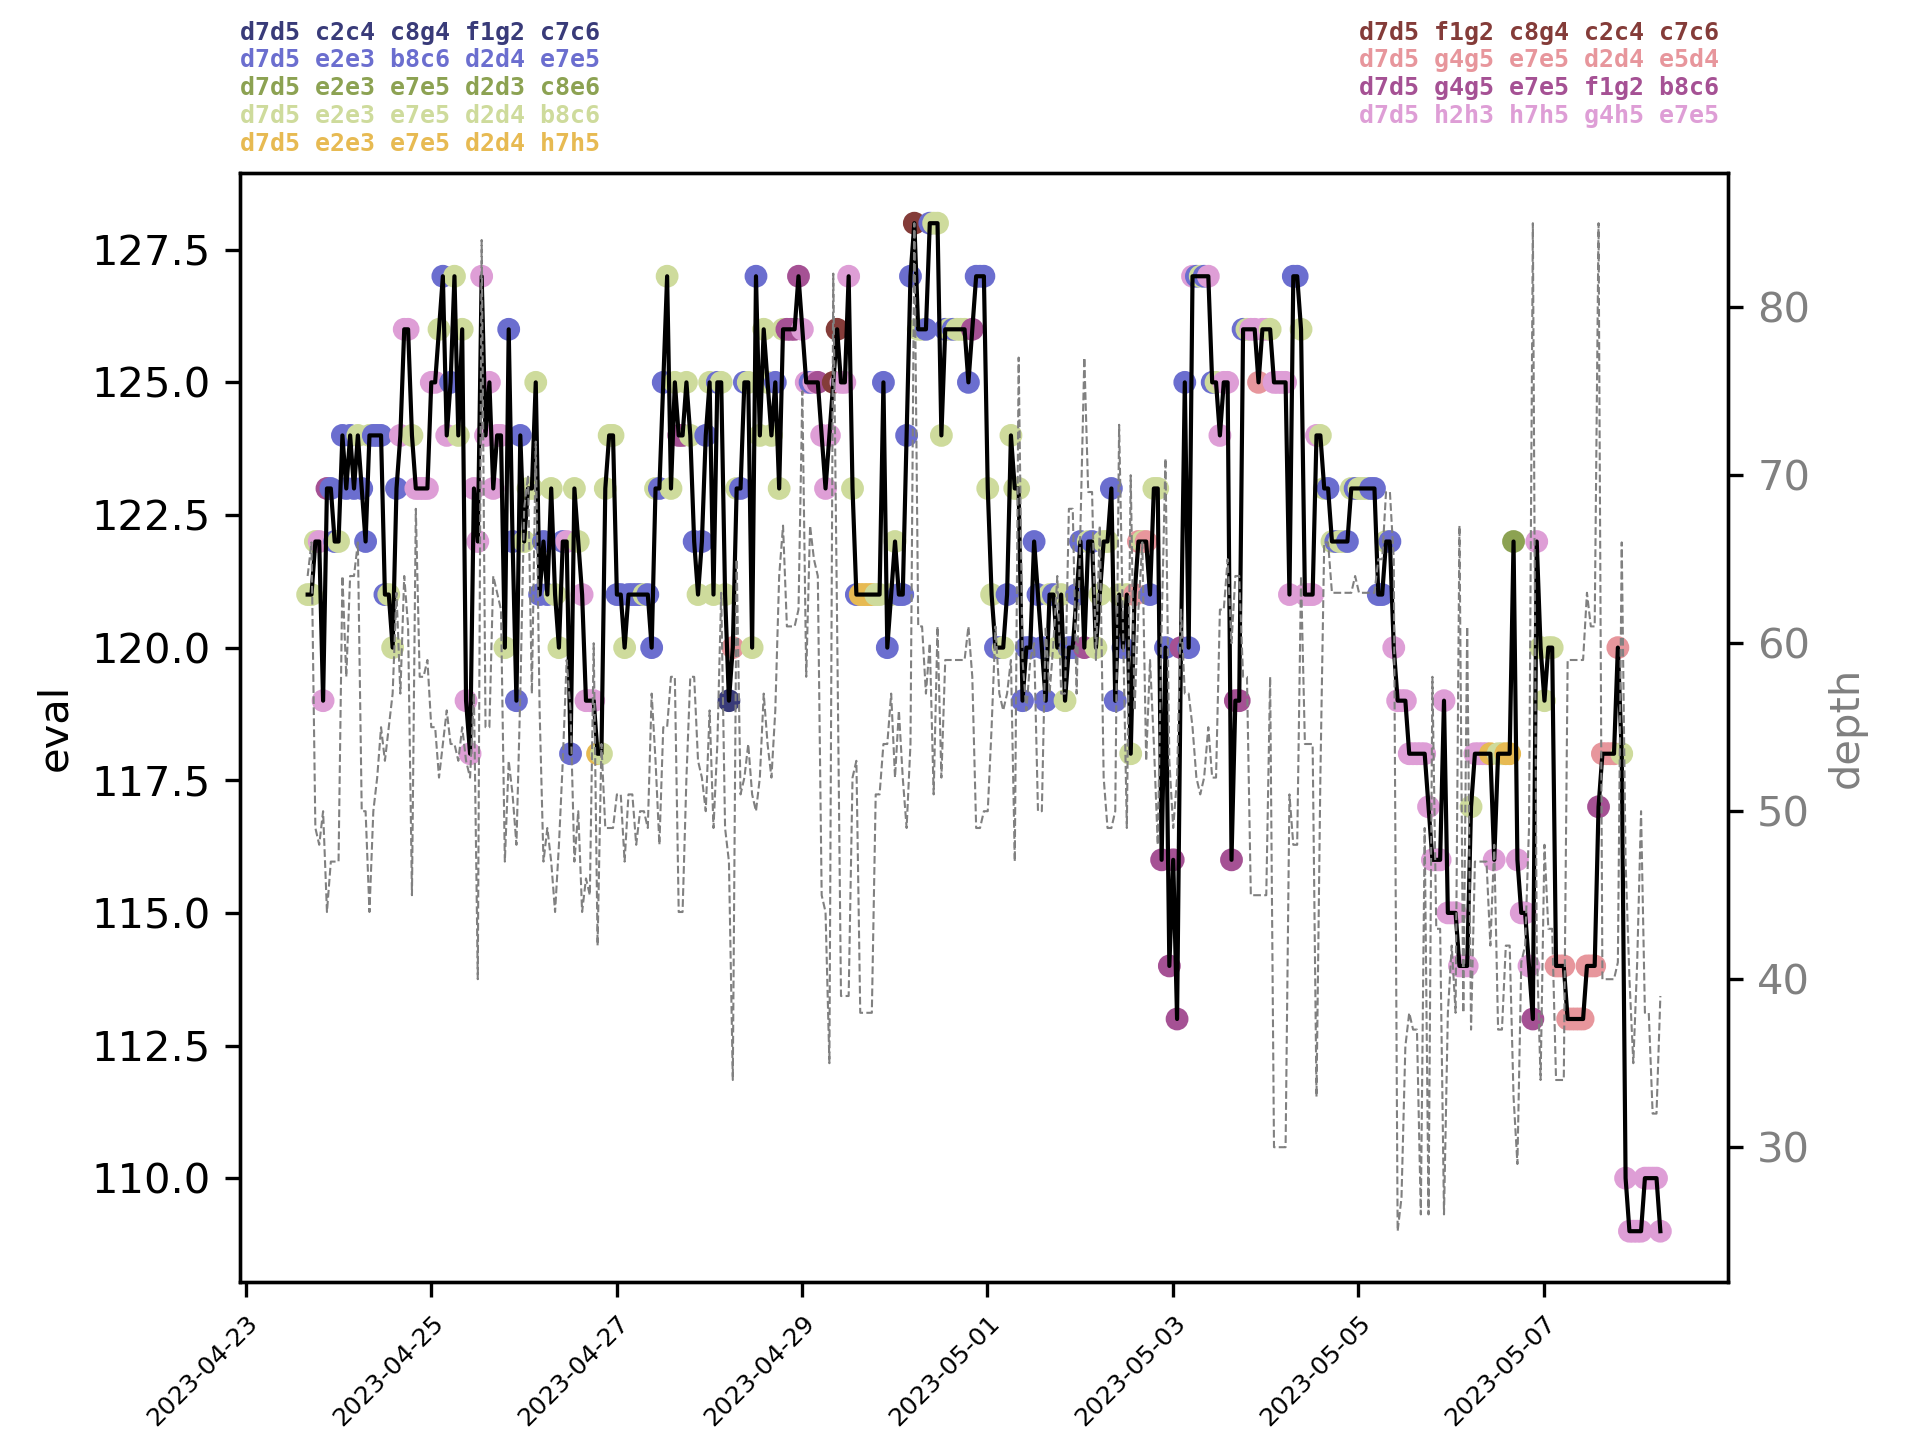 d7d5 c2c4 c8g4 f1g2 c7c6
d7d5 e2e3 b8c6 d2d4 e7e5
d7d5 e2e3 e7e5 d2d3 c8e6
d7d5 e2e3 e7e5 d2d4 b8c6
d7d5 e2e3 e7e5 d2d4 h7h5
d7d5 f1g2 c8g4 c2c4 c7c6
d7d5 g4g5 e7e5 d2d4 e5d4
d7d5 g4g5 e7e5 f1g2 b8c6
d7d5 h2h3 h7h5 g4h5 e7e5
eval
127.5
125.0
122.5
120.0
117.5
115.0
112.5
110.0
80
70
60
50
40
30
depth
2023-04-23
2023-04-25
2023-04-27
2023-04-29
2023-05-01
2023-05-03
2023-05-05
2023-05-07